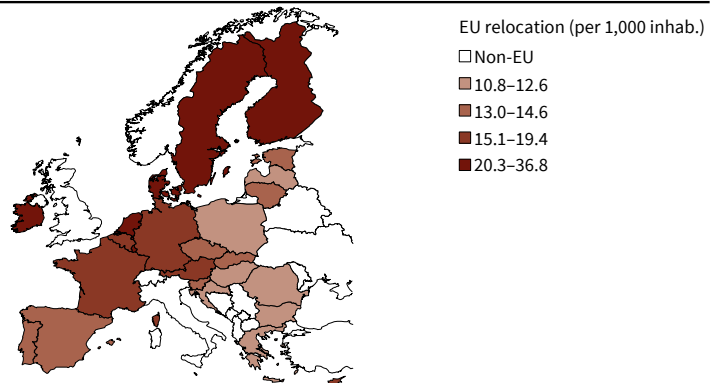 EU relocation (per 1,000 inhab.)
Non-EU
10.8–12.6
13.0–14.6
15.1–19.4
20.3–36.8